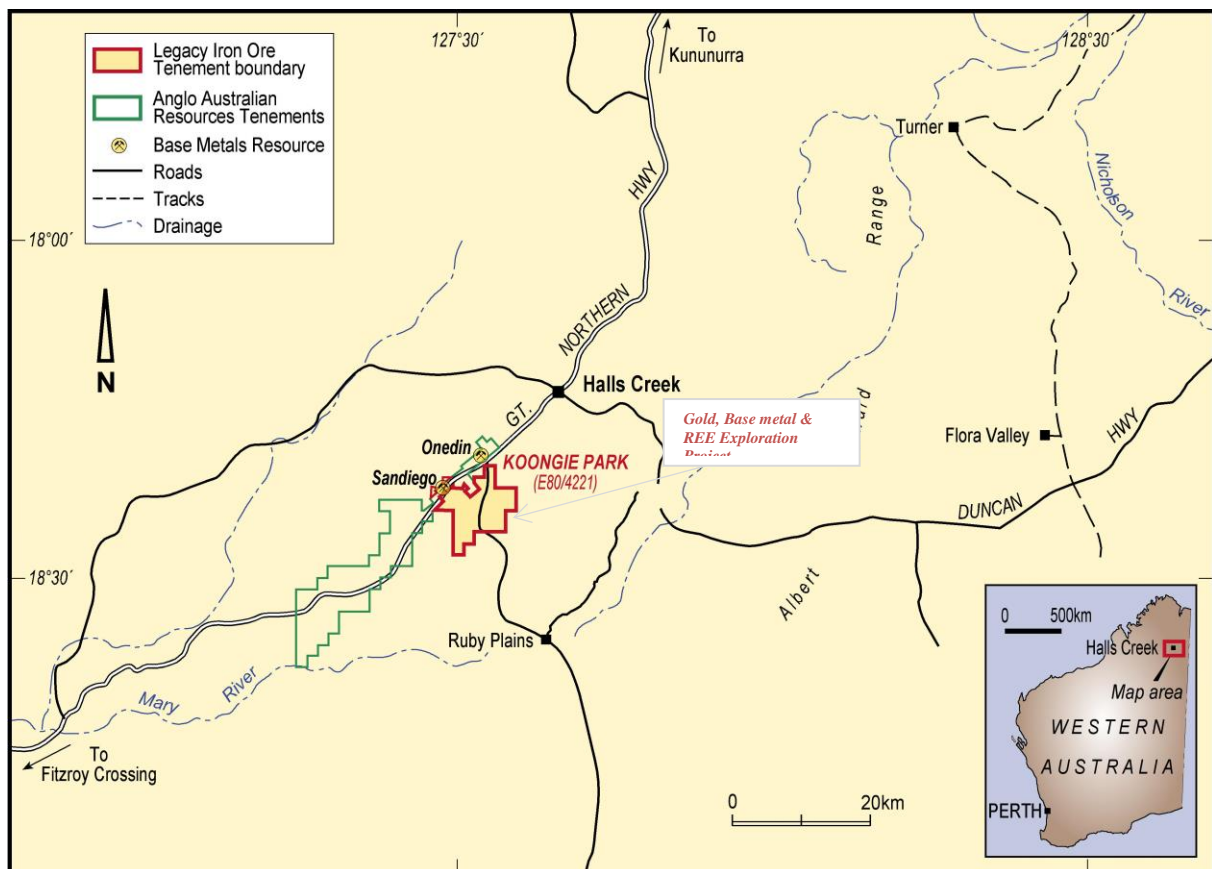 127°30´
128°30´
To
Kununurra
Legacy Iron Ore
Tenement boundary
Anglo Australian
Resources Tenements
Base Metals Resource
Roads
Tracks
Drainage
Turner
Nicholson
River
HWY
Range
18°00´
NORTHERN
N
Halls Creek
GT.
Gold, Base metal &
REE Exploration
Onedin
Sandiego
KOONGIE PARK
(E80/4221)
Flora Valley
HWY
DUNCAN
18°30´
Albert
Ruby Plains
Mary
River
To
Fitzroy Crossing
0
20km
0
500km
Halls Creek
Map area
WESTERN
AUSTRALIA
PERTH